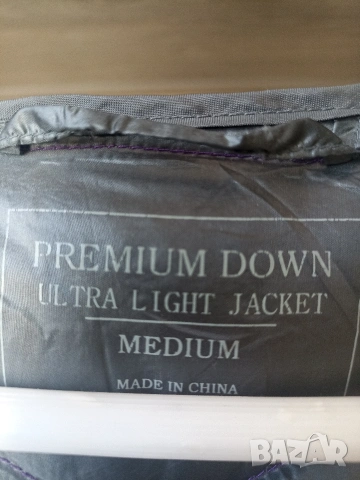 PREMIUM DOWN
ULTRA LIGHT JACKET
MEDIUM
MADE IN CHINA
BAZAR